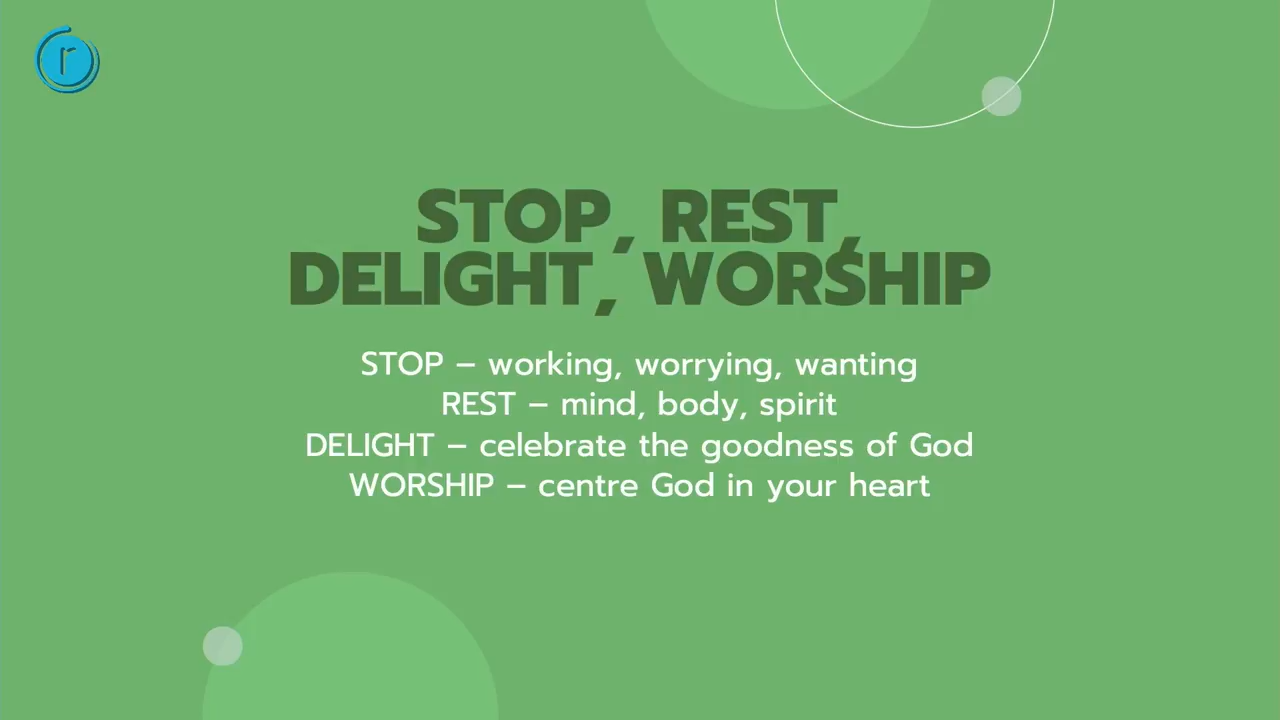 r
STOP, REST,
DELIGHT, WORSHIP
STOP – working, worrying, wanting
REST – mind, body, spirit
DELIGHT – celebrate the goodness of God
WORSHIP – centre God in your heart